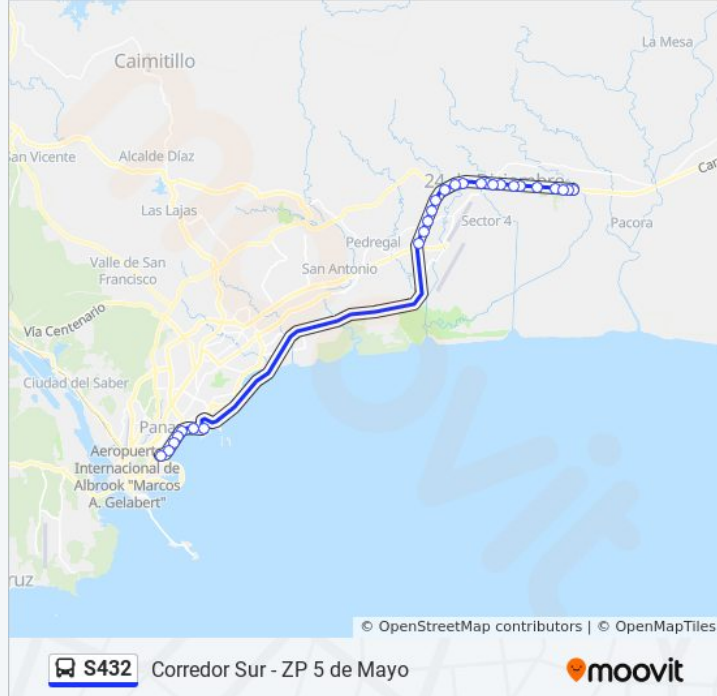 La Mesa
Caimitillo
San Vicente
Alcalde Díaz
24 Diciembre
Las Lajas
Sector 4
Pacora
Pedregal
San Antonio
Valle de San
Francisco
Vía Centenario
Ciudad del Saber
Aeropuerto
Internacional de
Albrook "Marcos
A. Gelabert"
© OpenStreetMap contributors | © OpenMapTiles
S432 Corredor Sur - ZP 5 de Mayo
moovit